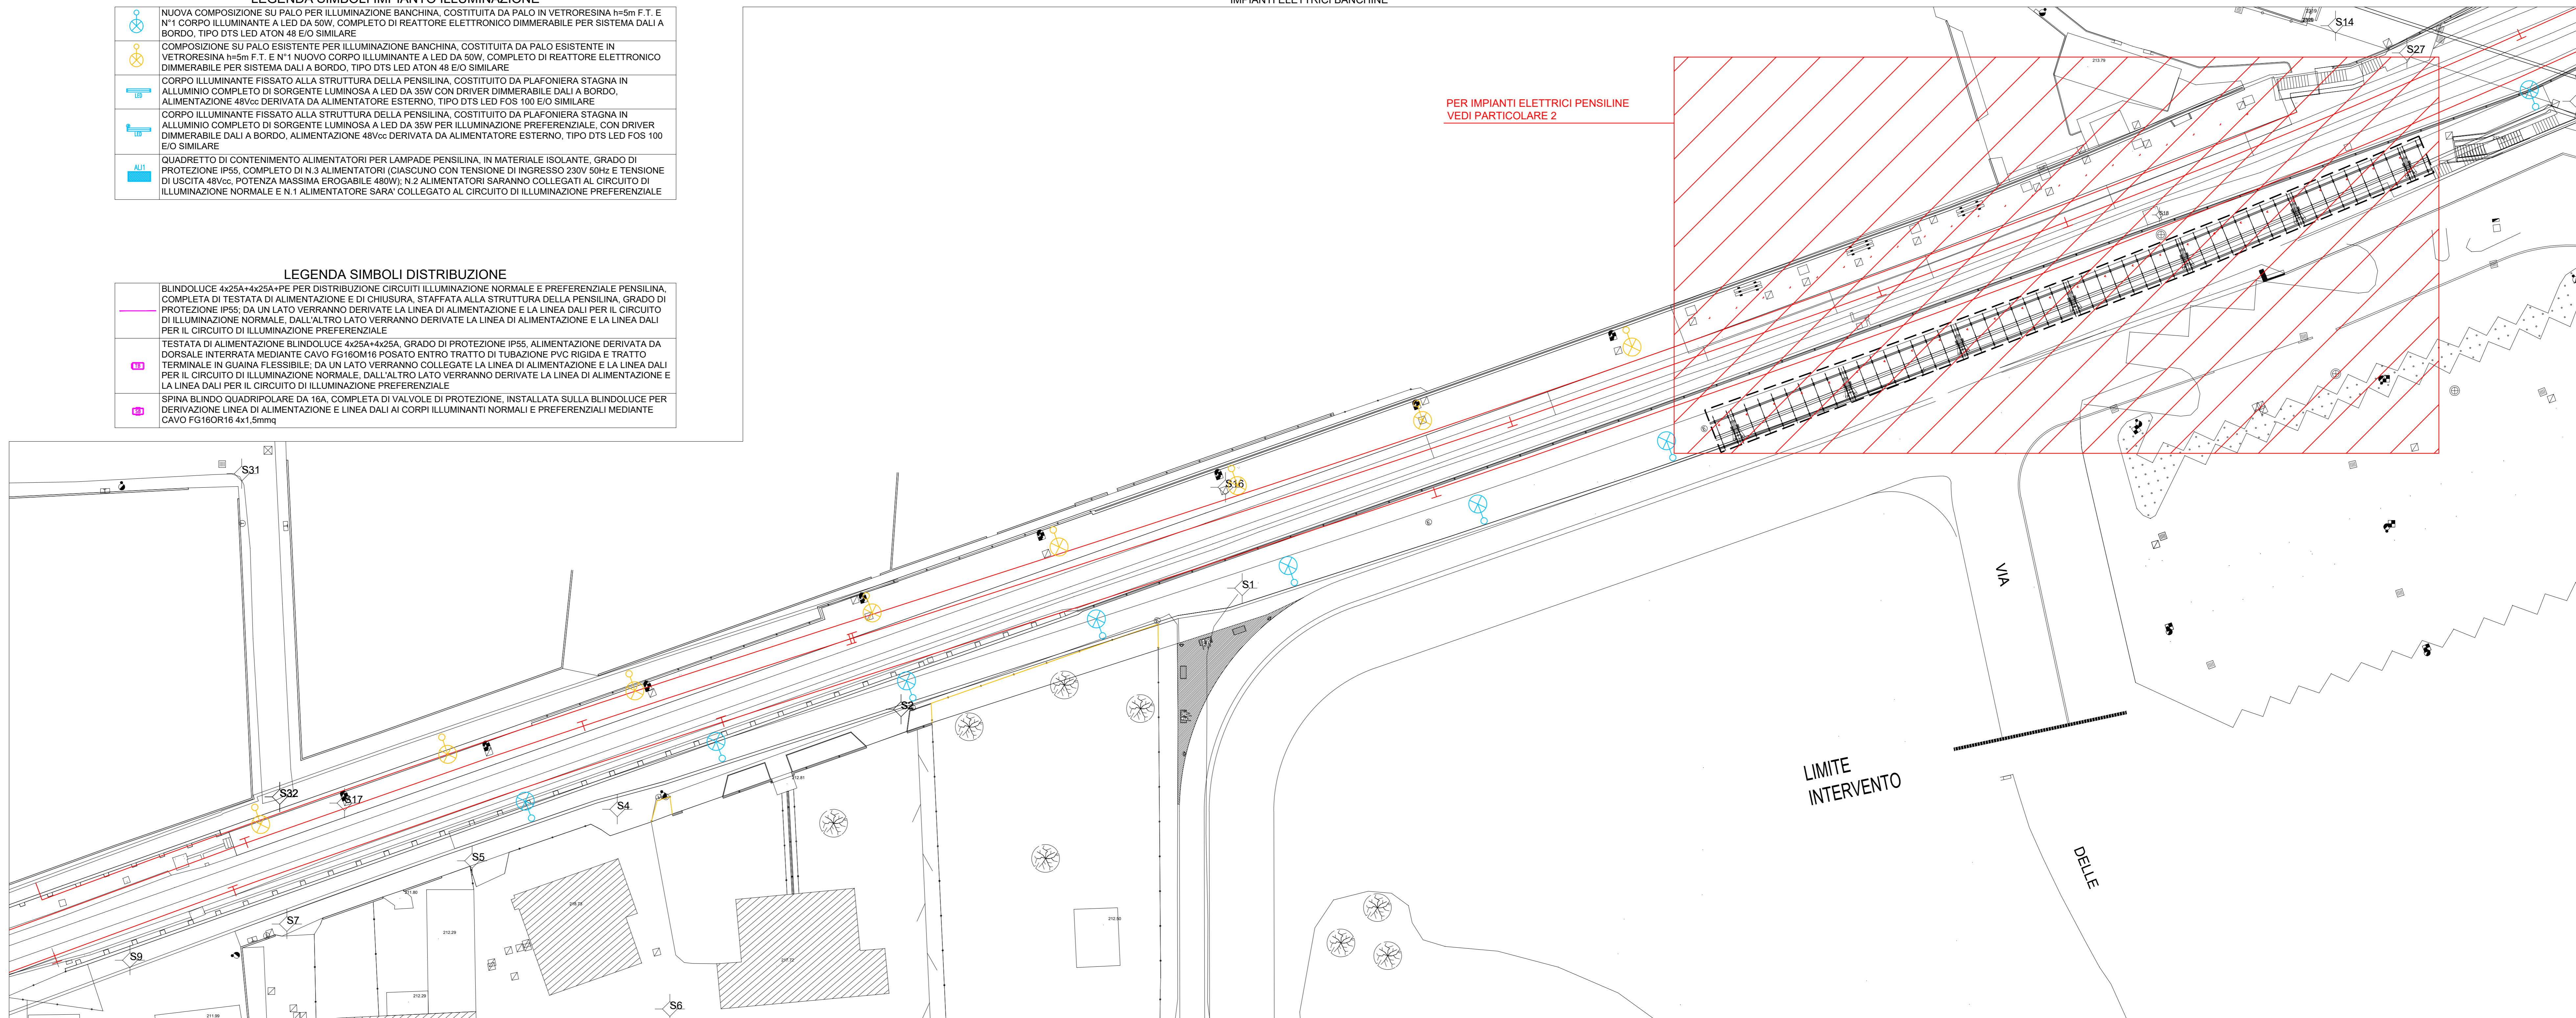 LEGENDA SIMBOLI IMPIANTO ILLUMINAZIONE
NUOVA COMPOSIZIONE SU PALO PER ILLUMINAZIONE BANCHINA, COSTITUITA DA PALO IN VETRORESINA h=5m F.T. E
N°1 CORPO ILLUMINANTE A LED DA 50W, COMPLETO DI REATTORE ELETTRONICO DIMMERABILE PER SISTEMA DALI A
BORDO, TIPO DTS LED ATON 48 E/O SIMILARE
COMPOSIZIONE SU PALO ESISTENTE PER ILLUMINAZIONE BANCHINA, COSTITUITA DA PALO ESISTENTE IN
VETRORESINA h=5m F.T. E N°1 NUOVO CORPO ILLUMINANTE A LED DA 50W, COMPLETO DI REATTORE ELETTRONICO
DIMMERABILE PER SISTEMA DALI A BORDO, TIPO DTS LED ATON 48 E/O SIMILARE
LED
CORPO ILLUMINANTE FISSATO ALLA STRUTTURA DELLA PENSILINA, COSTITUITO DA PLAFONIERA STAGNA IN
ALLUMINIO COMPLETO DI SORGENTE LUMINOSA A LED DA 35W CON DRIVER DIMMERABILE DALI A BORDO,
ALIMENTAZIONE 48Vcc DERIVATA DA ALIMENTATORE ESTERNO, TIPO DTS LED FOS 100 E/O SIMILARE
LED
CORPO ILLUMINANTE FISSATO ALLA STRUTTURA DELLA PENSILINA, COSTITUITO DA PLAFONIERA STAGNA IN
ALLUMINIO COMPLETO DI SORGENTE LUMINOSA A LED DA 35W PER ILLUMINAZIONE PREFERENZIALE, CON DRIVER
DIMMERABILE DALI A BORDO, ALIMENTAZIONE 48Vcc DERIVATA DA ALIMENTATORE ESTERNO, TIPO DTS LED FOS 100
E/O SIMILARE
ALI1
QUADRETTO DI CONTENIMENTO ALIMENTATORI PER LAMPADE PENSILINA, IN MATERIALE ISOLANTE, GRADO DI
PROTEZIONE IP55, COMPLETO DI N.3 ALIMENTATORI (CIASCUNO CON TENSIONE DI INGRESSO 230V 50Hz E TENSIONE
DI USCITA 48Vcc, POTENZA MASSIMA EROGABILE 480W); N.2 ALIMENTATORI SARANNO COLLEGATI AL CIRCUITO DI
ILLUMINAZIONE NORMALE E N.1 ALIMENTATORE SARA' COLLEGATO AL CIRCUITO DI ILLUMINAZIONE PREFERENZIALE
LEGENDA SIMBOLI DISTRIBUZIONE
BLINDOLUCE 4x25A+4x25A+PE PER DISTRIBUZIONE CIRCUITI ILLUMINAZIONE NORMALE E PREFERENZIALE PENSILINA,
COMPLETA DI TESTATA DI ALIMENTAZIONE E DI CHIUSURA, STAFFATA ALLA STRUTTURA DELLA PENSILINA, GRADO DI
PROTEZIONE IP55; DA UN LATO VERRANNO DERIVATE LA LINEA DI ALIMENTAZIONE E LA LINEA DALI PER IL CIRCUITO
DI ILLUMINAZIONE NORMALE, DALL'ALTRO LATO VERRANNO DERIVATE LA LINEA DI ALIMENTAZIONE E LA LINEA DALI
PER IL CIRCUITO DI ILLUMINAZIONE PREFERENZIALE
TESTATA DI ALIMENTAZIONE BLINDOLUCE 4x25A+4x25A, GRADO DI PROTEZIONE IP55, ALIMENTAZIONE DERIVATA DA
DORSALE INTERRATA MEDIANTE CAVO FG16OM16 POSATO ENTRO TRATTO DI TUBAZIONE PVC RIGIDA E TRATTO
TERMINALE IN GUAINA FLESSIBILE; DA UN LATO VERRANNO COLLEGATE LA LINEA DI ALIMENTAZIONE E LA LINEA DALI
PER IL CIRCUITO DI ILLUMINAZIONE NORMALE, DALL'ALTRO LATO VERRANNO DERIVATE LA LINEA DI ALIMENTAZIONE E
LA LINEA DALI PER IL CIRCUITO DI ILLUMINAZIONE PREFERENZIALE
SPINA BLINDO QUADRIPOLARE DA 16A, COMPLETA DI VALVOLE DI PROTEZIONE, INSTALLATA SULLA BLINDOLUCE PER
DERIVAZIONE LINEA DI ALIMENTAZIONE E LINEA DALI AI CORPI ILLUMINANTI NORMALI E PREFERENZIALI MEDIANTE
CAVO FG16OR16 4x1,5mmq
IMPIANTI ELETTRICI BANCHINE
PER IMPIANTI ELETTRICI PENSILINE
VEDI PARTICOLARE 2
S14
S27
213.79
S18
S31
S16
S1
S2
S32
S17
S4
S5
S7
S9
S6
212.81
211.80
212.29
212.50
211.99
VIA
DELLE
LIMITE
INTERVENTO